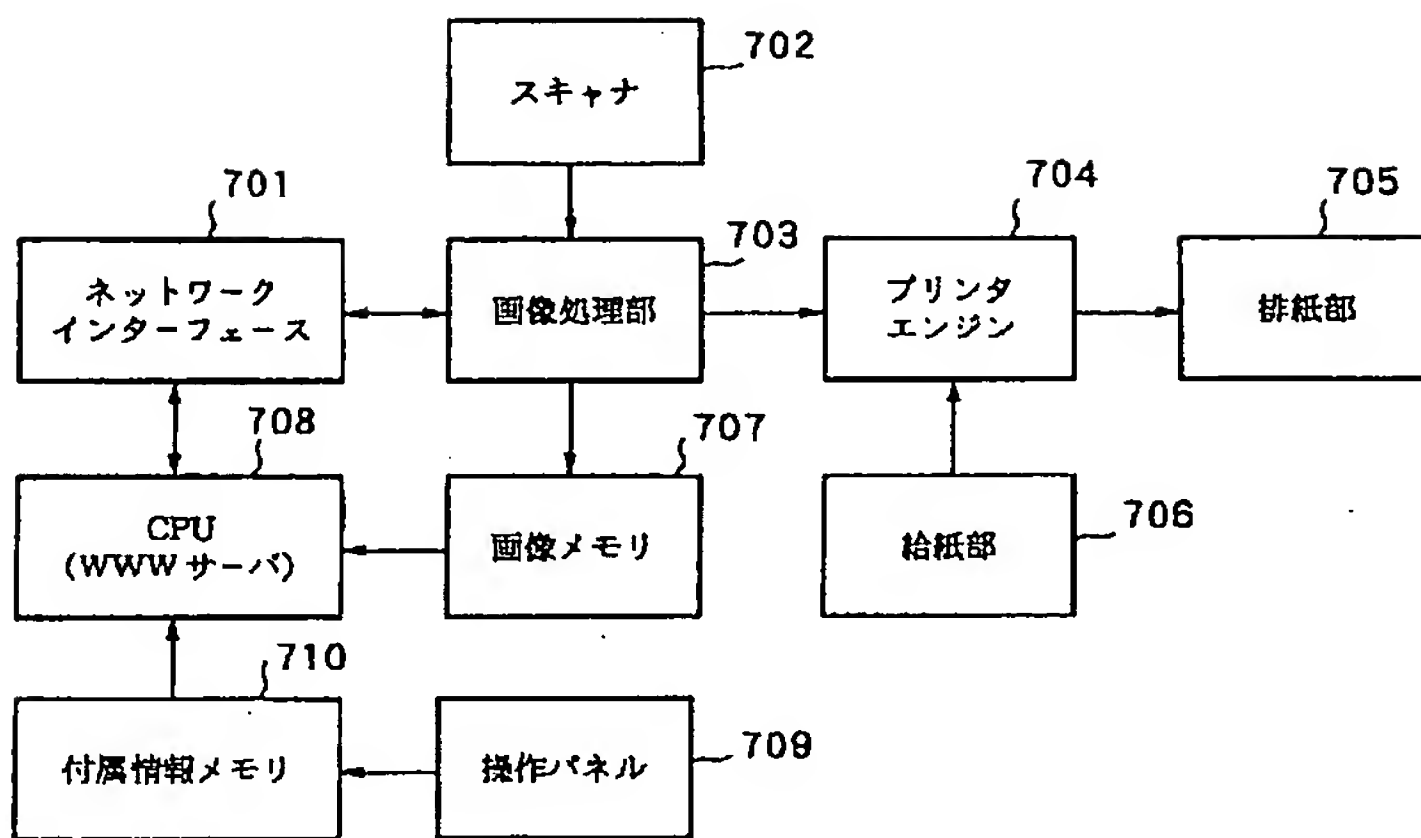 702
スキャナ
701
ネットワーク
インターフェース
703
画像処理部
704
プリンタ
エンジン
705
排紙部
708
CPU
(WWWサーバ)
707
画像メモリ
706
給紙部
710
付属情報メモリ
709
操作パネル